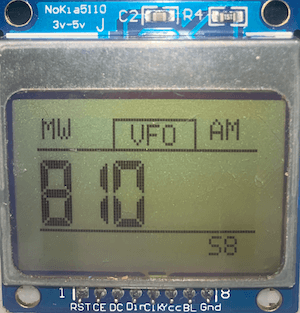 NoKia5110 C2 R4
3v-5v J
MW VFO AM
810
S8
1 8
RST CE DC Din Clk Vcc BL Gnd